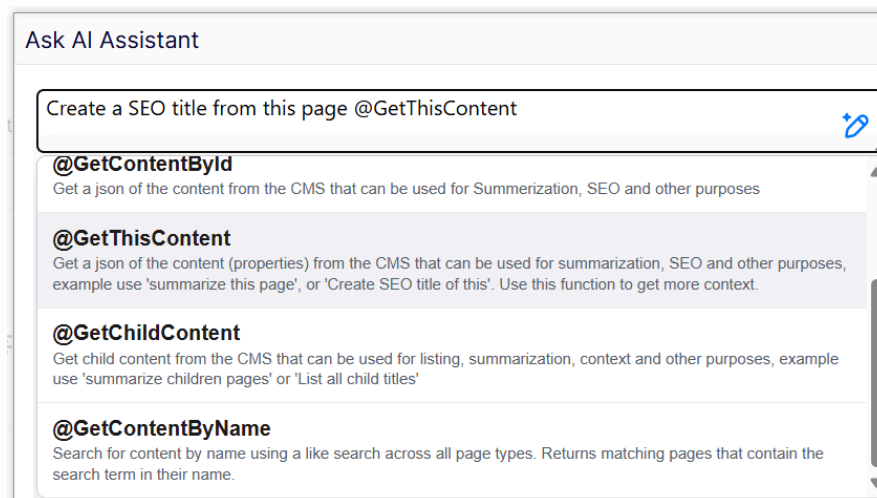 Ask AI Assistant
Create a SEO title from this page @GetThisContent
@GetContentById
Get a json of the content from the CMS that can be used for Summerization, SEO and other purposes
@GetThisContent
Get a json of the content (properties) from the CMS that can be used for summarization, SEO and other purposes,
example use 'summarize this page', or 'Create SEO title of this'. Use this function to get more context.
@GetChildContent
Get child content from the CMS that can be used for listing, summarization, context and other purposes, example
use 'summarize children pages' or 'List all child titles'
@GetContentByName
Search for content by name using a like search across all page types. Returns matching pages that contain the
search term in their name.